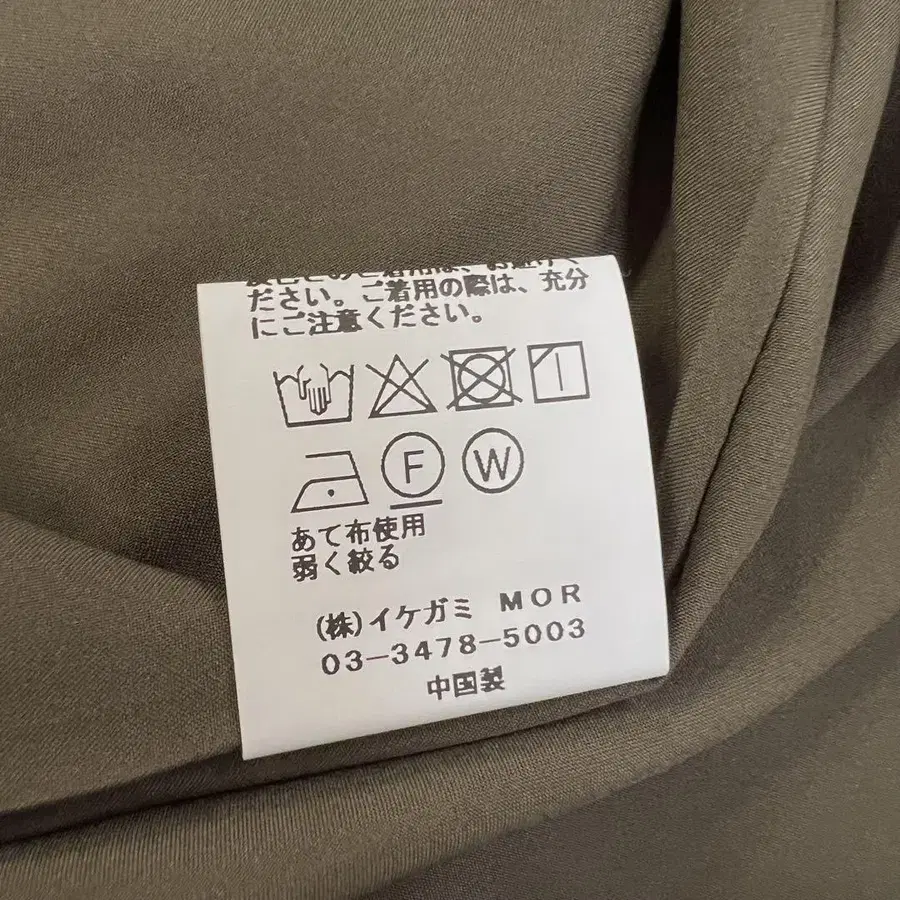 ださい。ご着用の際は、充分
にご注意ください。
F W
あて布使用
弱く絞る
(株)イケガミ MOR
03-3478-5003
中国製